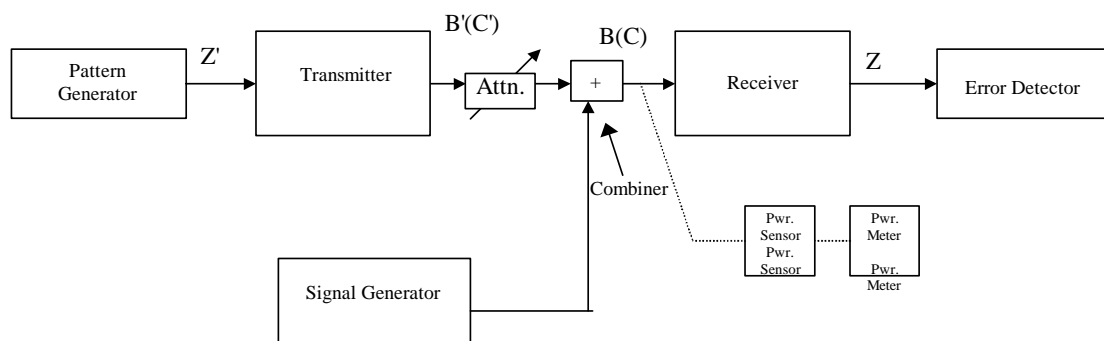 B'(C')
B(C)
Z'
Z
Pattern
Generator
Transmitter
Attn.
+
Receiver
Error Detector
Combiner
Pwr.
Sensor
Pwr.
Sensor
Pwr.
Meter
Pwr.
Meter
Signal Generator